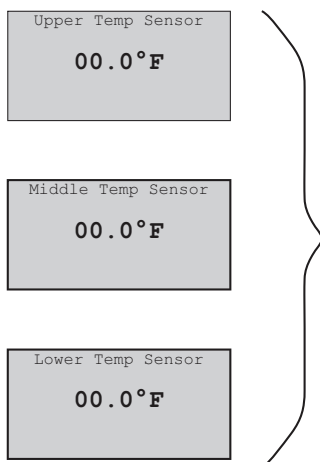 Upper Temp Sensor
00.0°F
Middle Temp Sensor
00.0°F
Lower Temp Sensor
00.0°F